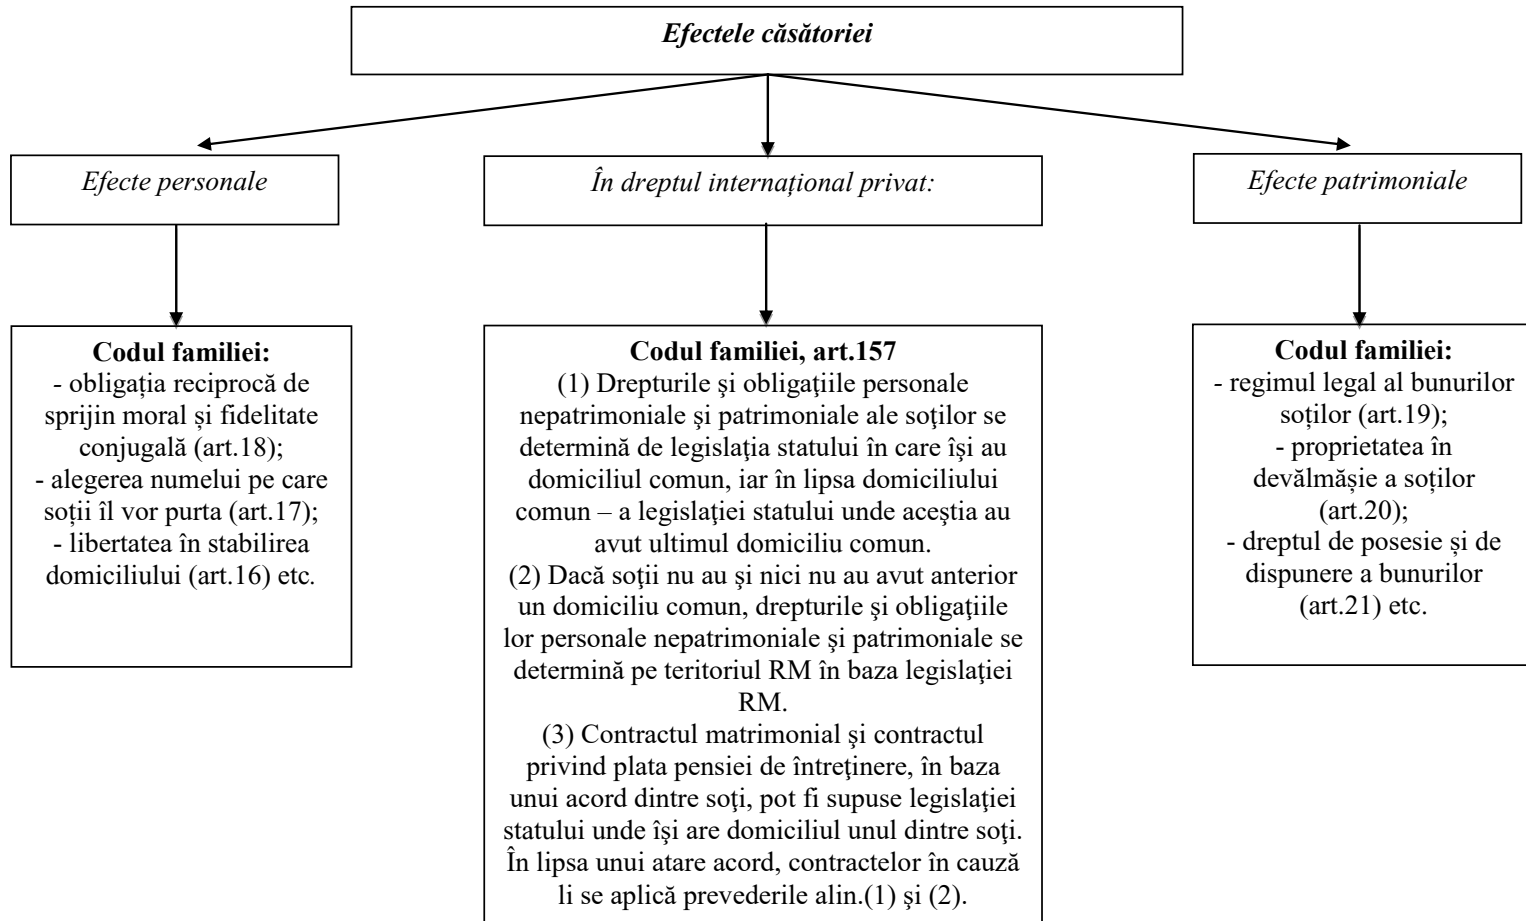 Efectele căsătoriei
Efecte personale
În dreptul internațional privat:
Efecte patrimoniale
Codul familiei:
- obligația reciprocă de
sprijin moral și fidelitate
conjugală (art.18);
- alegerea numelui pe care
soții îl vor purta (art.17);
- libertatea în stabilirea
domiciliului (art.16) etc.
Codul familiei, art.157
(1) Drepturile şi obligaţiile personale
nepatrimoniale şi patrimoniale ale soţilor se
determină de legislaţia statului în care îşi au
domiciliul comun, iar în lipsa domiciliului
comun – a legislaţiei statului unde aceştia au
avut ultimul domiciliu comun.
(2) Dacă soţii nu au şi nici nu au avut anterior
un domiciliu comun, drepturile şi obligaţiile
lor personale nepatrimoniale şi patrimoniale se
determină pe teritoriul RM în baza legislaţiei
RM.
(3) Contractul matrimonial şi contractul
privind plata pensiei de întreţinere, în baza
unui acord dintre soţi, pot fi supuse legislaţiei
statului unde îşi are domiciliul unul dintre soţi.
În lipsa unui atare acord, contractelor în cauză
li se aplică prevederile alin.(1) şi (2).
Codul familiei:
- regimul legal al bunurilor
soților (art.19);
- proprietatea în
devălmășie a soților
(art.20);
- dreptul de posesie și de
dispunere a bunurilor
(art.21) etc.